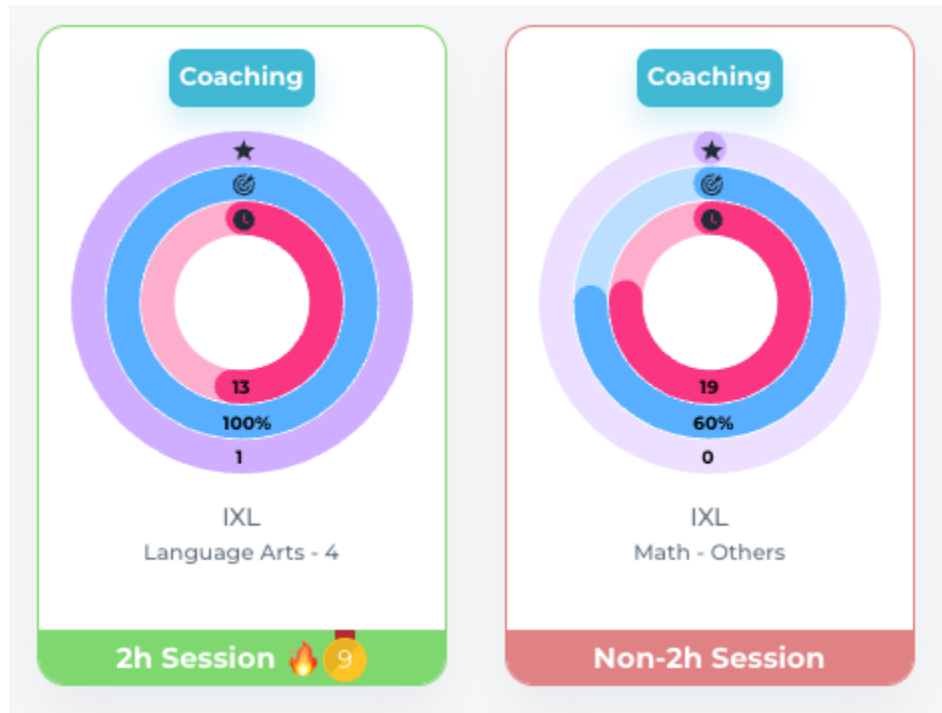 Coaching
13
100%
1
IXL
Language Arts - 4
2h Session 🔥 9
Coaching
19
60%
0
IXL
Math - Others
Non-2h Session